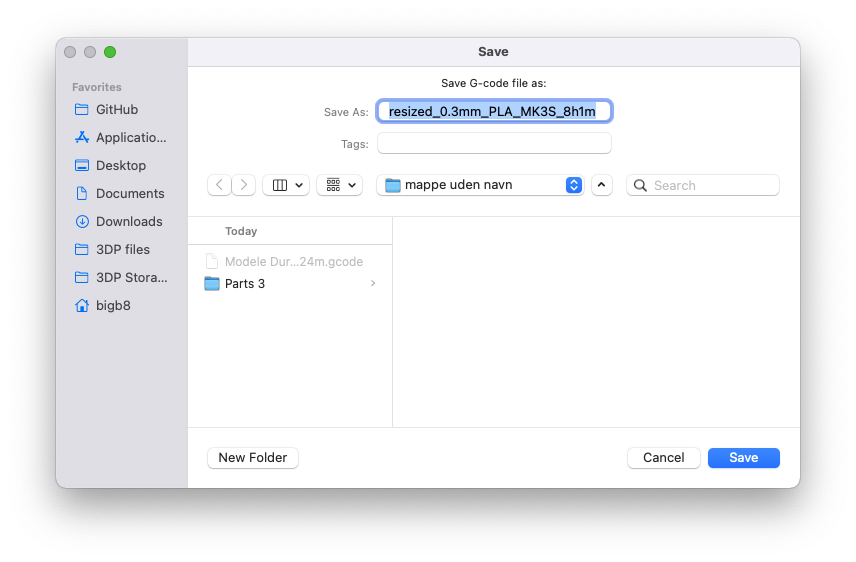 Save
Favorites
GitHub
Applicatio...
Desktop
Documents
Downloads
3DP files
3DP Stora...
bigb8
Save G-code file as:
Save As: resized_0.3mm_PLA_MK3S_8h1m
Tags:
mappe uden navn
Search
Today
Modele Dur...24m.gcode
Parts 3
New Folder
Cancel
Save